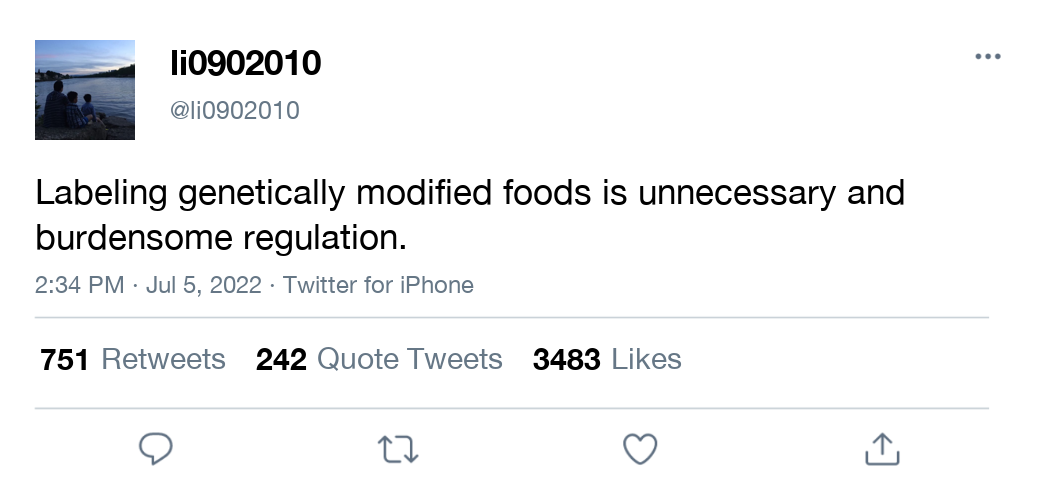 li0902010
@li0902010
Labeling genetically modified foods is unnecessary and
burdensome regulation.
2:34 PM · Jul 5, 2022 · Twitter for iPhone
751 Retweets 242 Quote Tweets 3483 Likes